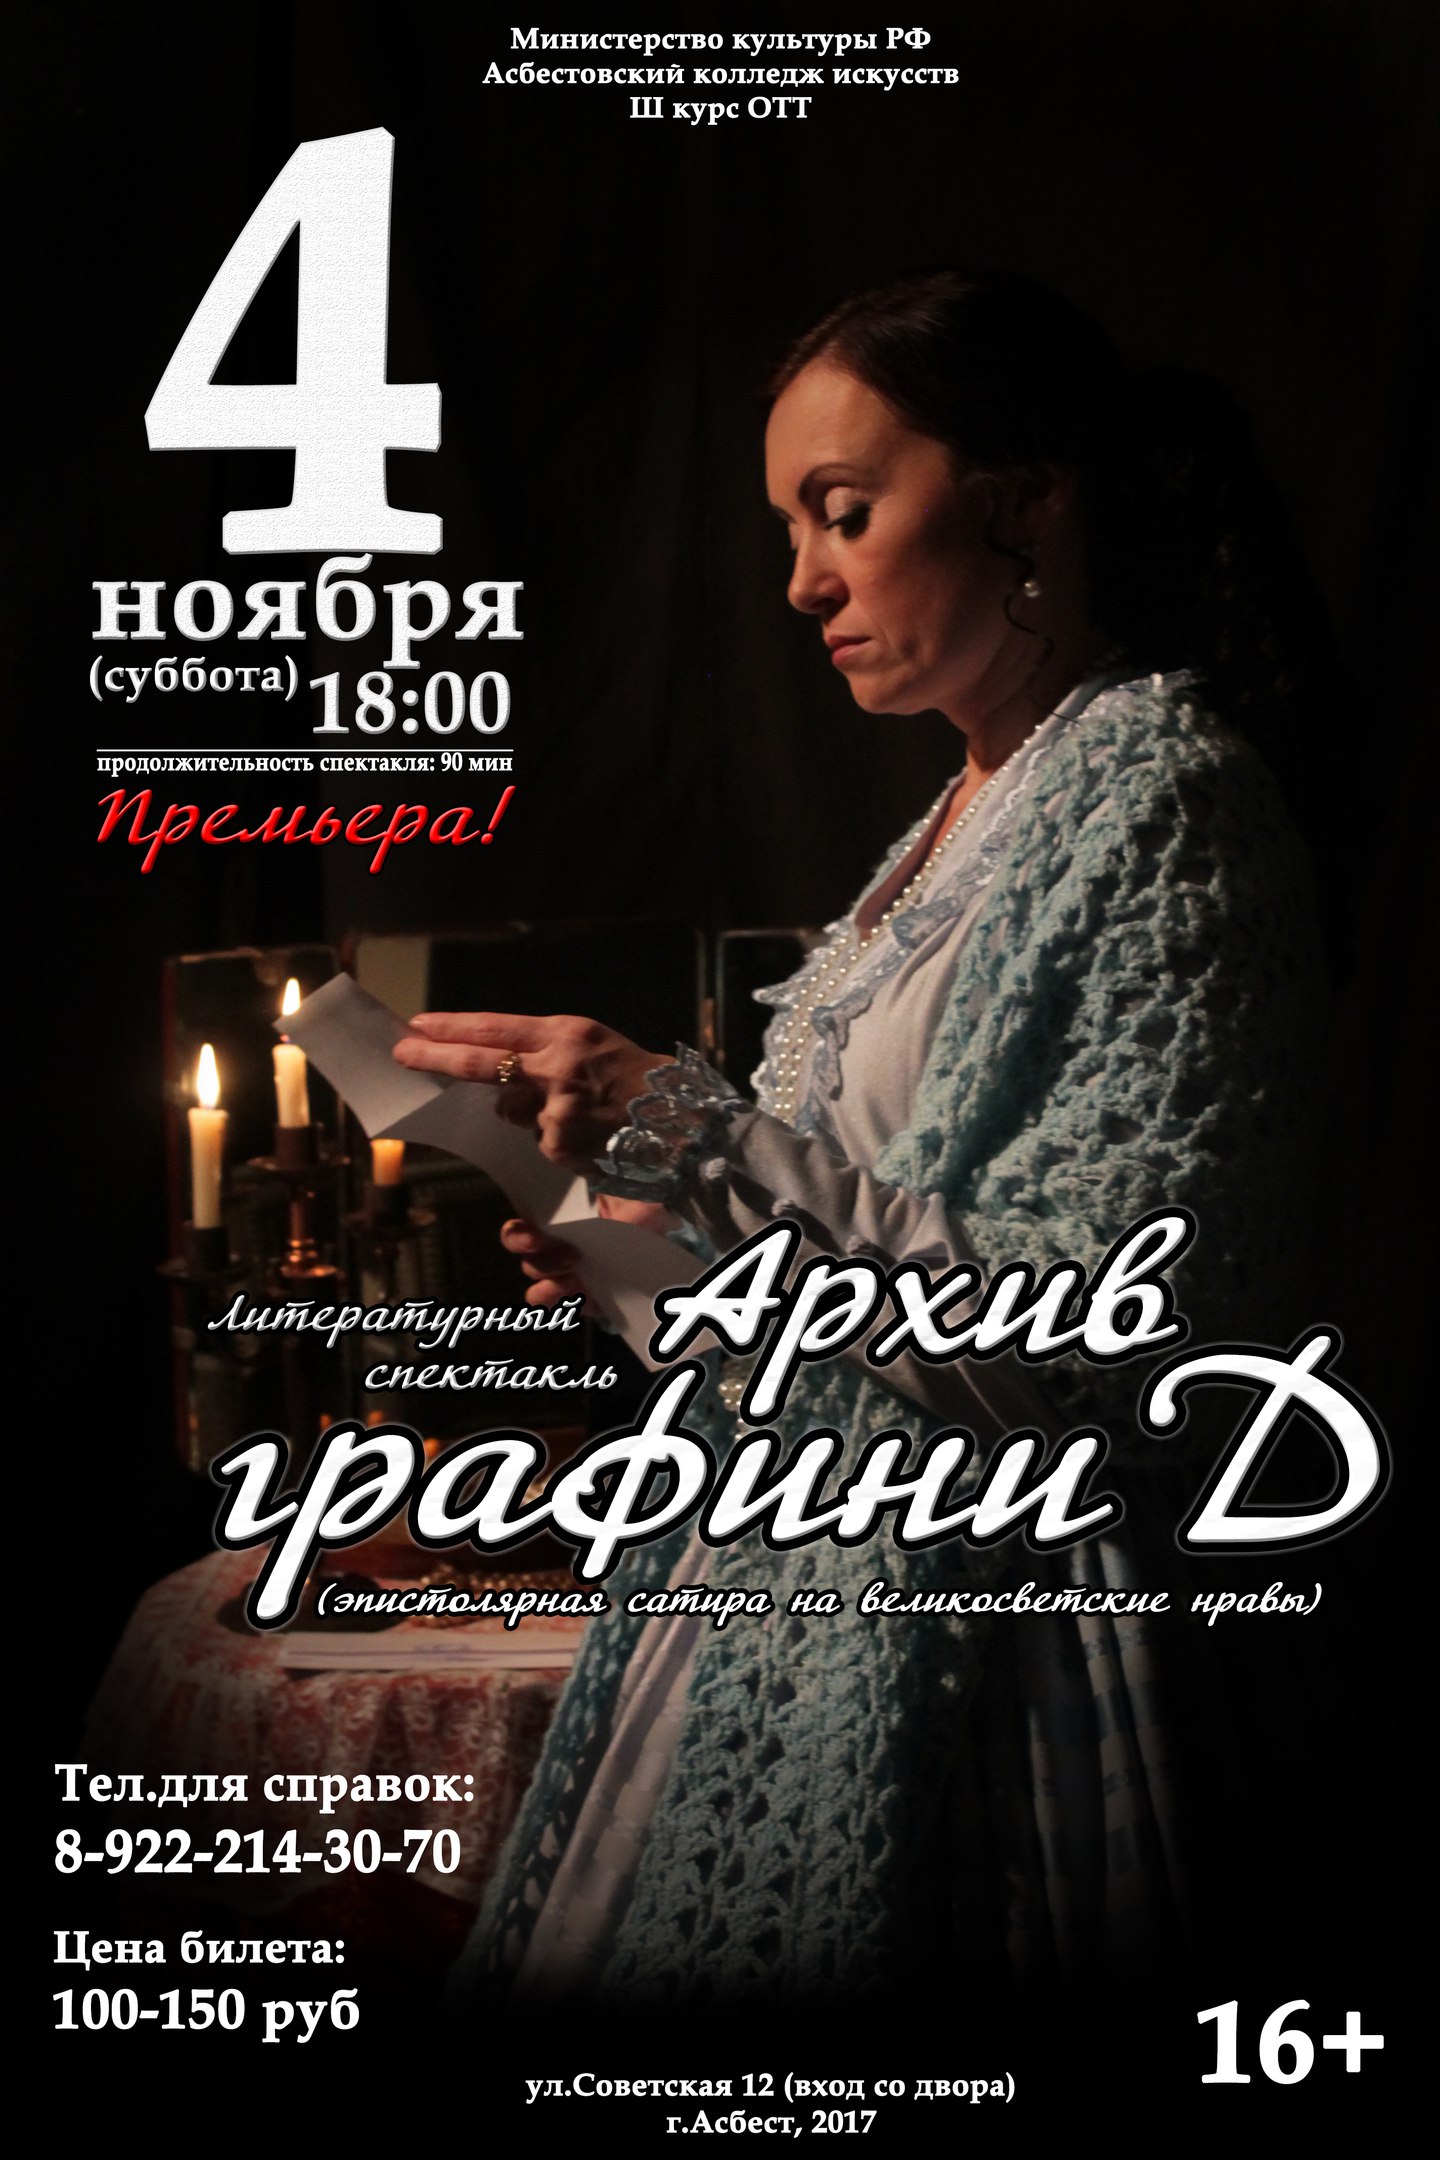 Министерство культуры РФ
Асбестовский колледж искусств
Ш курс ОТТ
4
ноября
(суббота) 18:00
продолжительность спектакля: 90 мин
Премьера!
Литературный
спектакль
Архив
графини Д
(эпистолярная сатира на великосветские нравы)
Тел.для справок:
8-922-214-30-70
Цена билета:
100-150 руб
16+
ул.Советская 12 (вход со двора)
г.Асбест, 2017